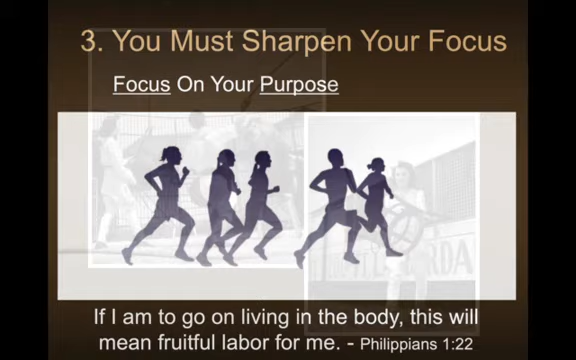 3. You Must Sharpen Your Focus
Focus On Your Purpose
If I am to go on living in the body, this will
mean fruitful labor for me. - Philippians 1:22